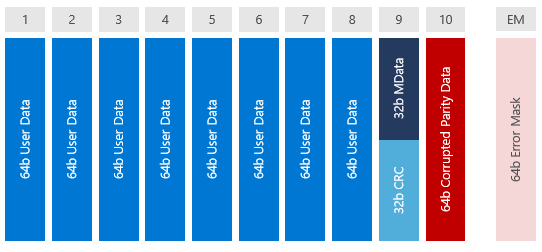 1 2 3 4 5 6 7 8 9 10 EM
64b User Data
64b User Data
64b User Data
64b User Data
64b User Data
64b User Data
64b User Data
64b User Data
32b MData
32b CRC
64b Corrupted Parity Data
64b Error Mask